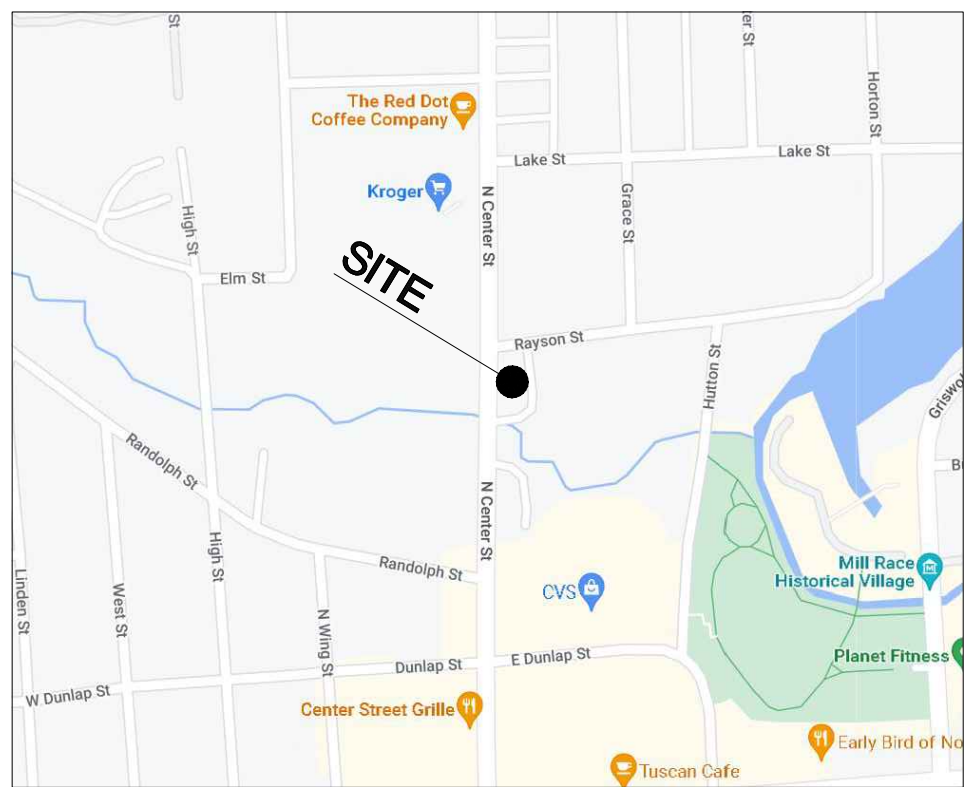 St
ter St
The Red Dot
Coffee Company
Horton St
Lake St
Lake St
Kroger
N Center St
Grace St
High St
SITE
Elm St
Rayson St
Hutton St
Griswol
Randolph St
N Center St
High St
Randolph St
Mill Race
Historical Village
CVS
Linden St
West St
N Wing St
Dunlap St
E Dunlap St
Planet Fitness
W Dunlap St
Center Street Grille
Early Bird of No
Tuscan Cafe